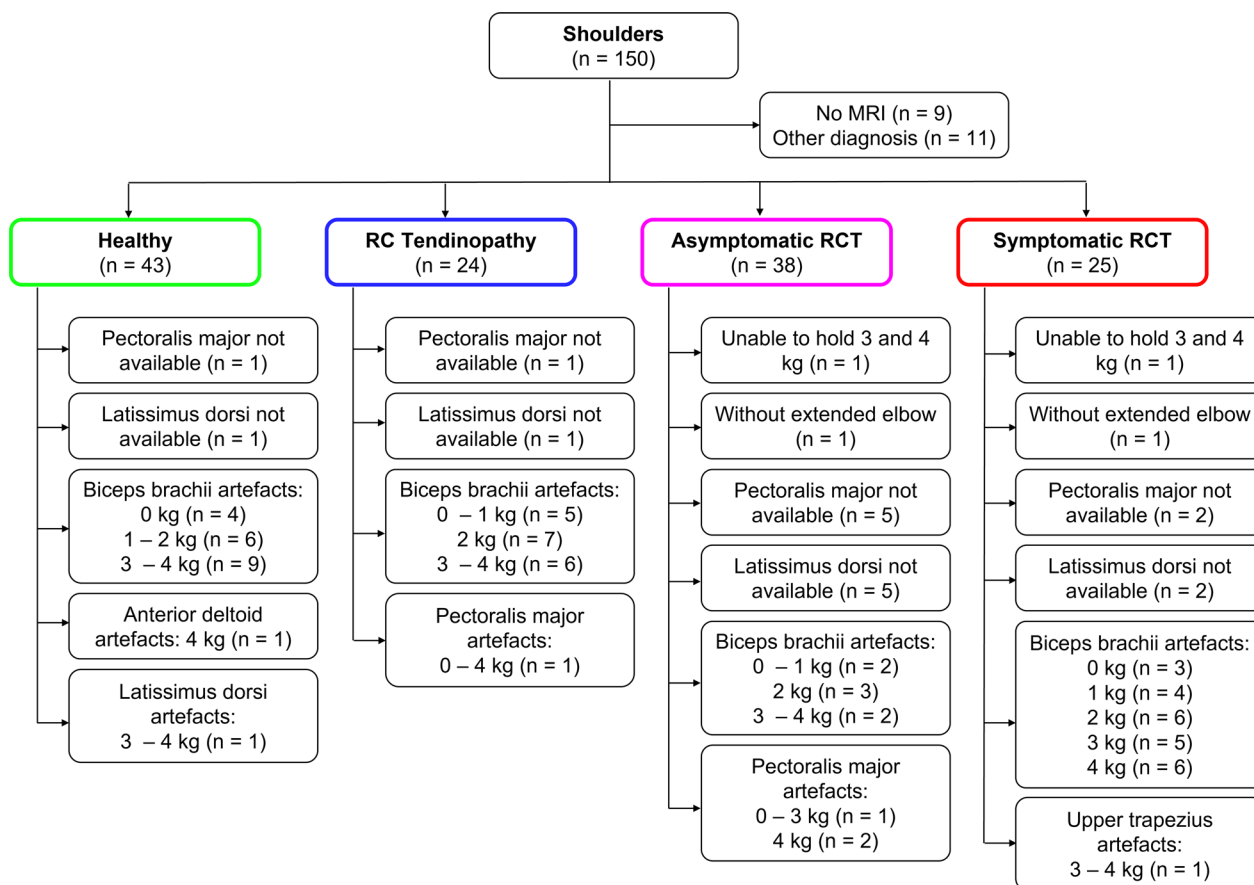 Shoulders
(n = 150)
No MRI (n = 9)
Other diagnosis (n = 11)
Healthy
(n = 43)
RC Tendinopathy
(n = 24)
Asymptomatic RCT
(n = 38)
Symptomatic RCT
(n = 25)
Pectoralis major not
available (n = 1)
Latissimus dorsi not
available (n = 1)
Biceps brachii artefacts:
0 kg (n = 4)
1 – 2 kg (n = 6)
3 – 4 kg (n = 9)
Anterior deltoid
artefacts: 4 kg (n = 1)
Latissimus dorsi
artefacts:
3 – 4 kg (n = 1)
Pectoralis major not
available (n = 1)
Latissimus dorsi not
available (n = 1)
Biceps brachii artefacts:
0 – 1 kg (n = 5)
2 kg (n = 7)
3 – 4 kg (n = 6)
Pectoralis major
artefacts:
0 – 4 kg (n = 1)
Unable to hold 3 and 4
kg (n = 1)
Without extended elbow
(n = 1)
Pectoralis major not
available (n = 5)
Latissimus dorsi not
available (n = 5)
Biceps brachii artefacts:
0 – 1 kg (n = 2)
2 kg (n = 3)
3 – 4 kg (n = 2)
Pectoralis major
artefacts:
0 – 3 kg (n = 1)
4 kg (n = 2)
Unable to hold 3 and 4
kg (n = 1)
Without extended elbow
(n = 1)
Pectoralis major not
available (n = 2)
Latissimus dorsi not
available (n = 2)
Biceps brachii artefacts:
0 kg (n = 3)
1 kg (n = 4)
2 kg (n = 6)
3 kg (n = 5)
4 kg (n = 6)
Upper trapezius
artefacts:
3 – 4 kg (n = 1)